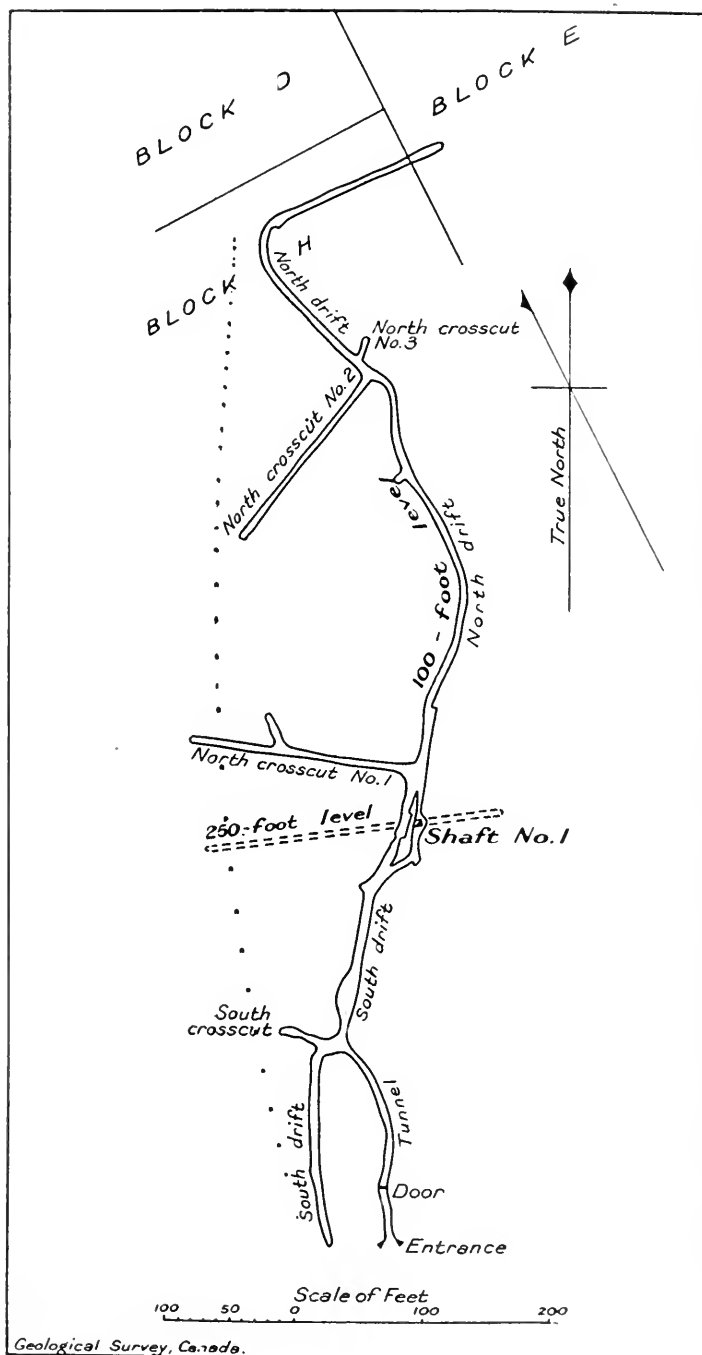 BLOCK D
BLOCK E
BLOCK H
North drift
North crosscut
No.3
North crosscut No.2
True North
North drift
100-foot level
North crosscut No.1
250-foot level
Shaft No.1
South drift
South
crosscut
Tunnel
South drift
Door
Entrance
Scale of Feet
100 50 0 100 200
Geological Survey, Canada.